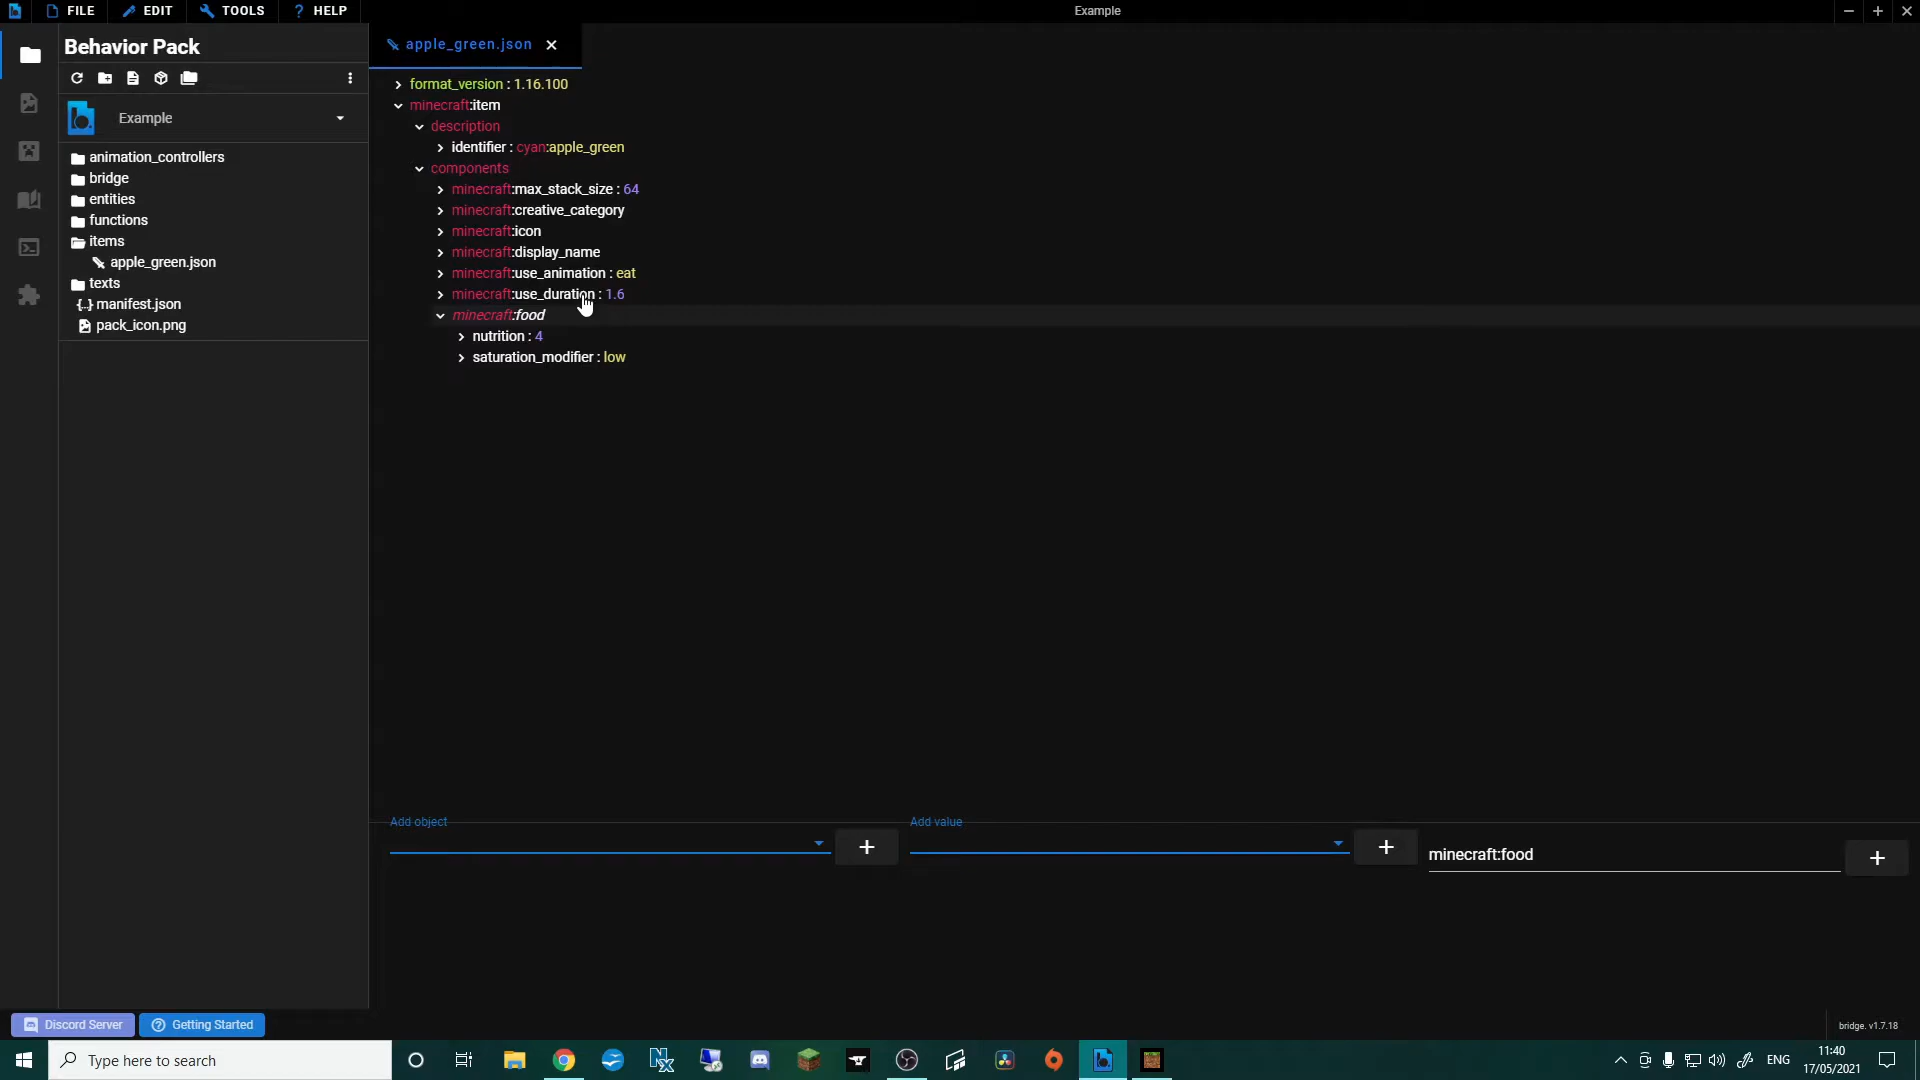 FILE EDIT TOOLS HELP Example
Behavior Pack
apple_green.json
Example
animation_controllers
bridge
entities
functions
items
apple_green.json
texts
{..} manifest.json
pack_icon.png
format_version : 1.16.100
minecraft:item
description
identifier : cyan:apple_green
components
minecraft:max_stack_size : 64
minecraft:creative_category
minecraft:icon
minecraft:display_name
minecraft:use_animation : eat
minecraft:use_duration : 1.6
minecraft:food
nutrition : 4
saturation_modifier : low
Add object
Add value
minecraft:food
Discord Server
Getting Started
bridge. v1.7.18
Type here to search
ENG
11:40
17/05/2021